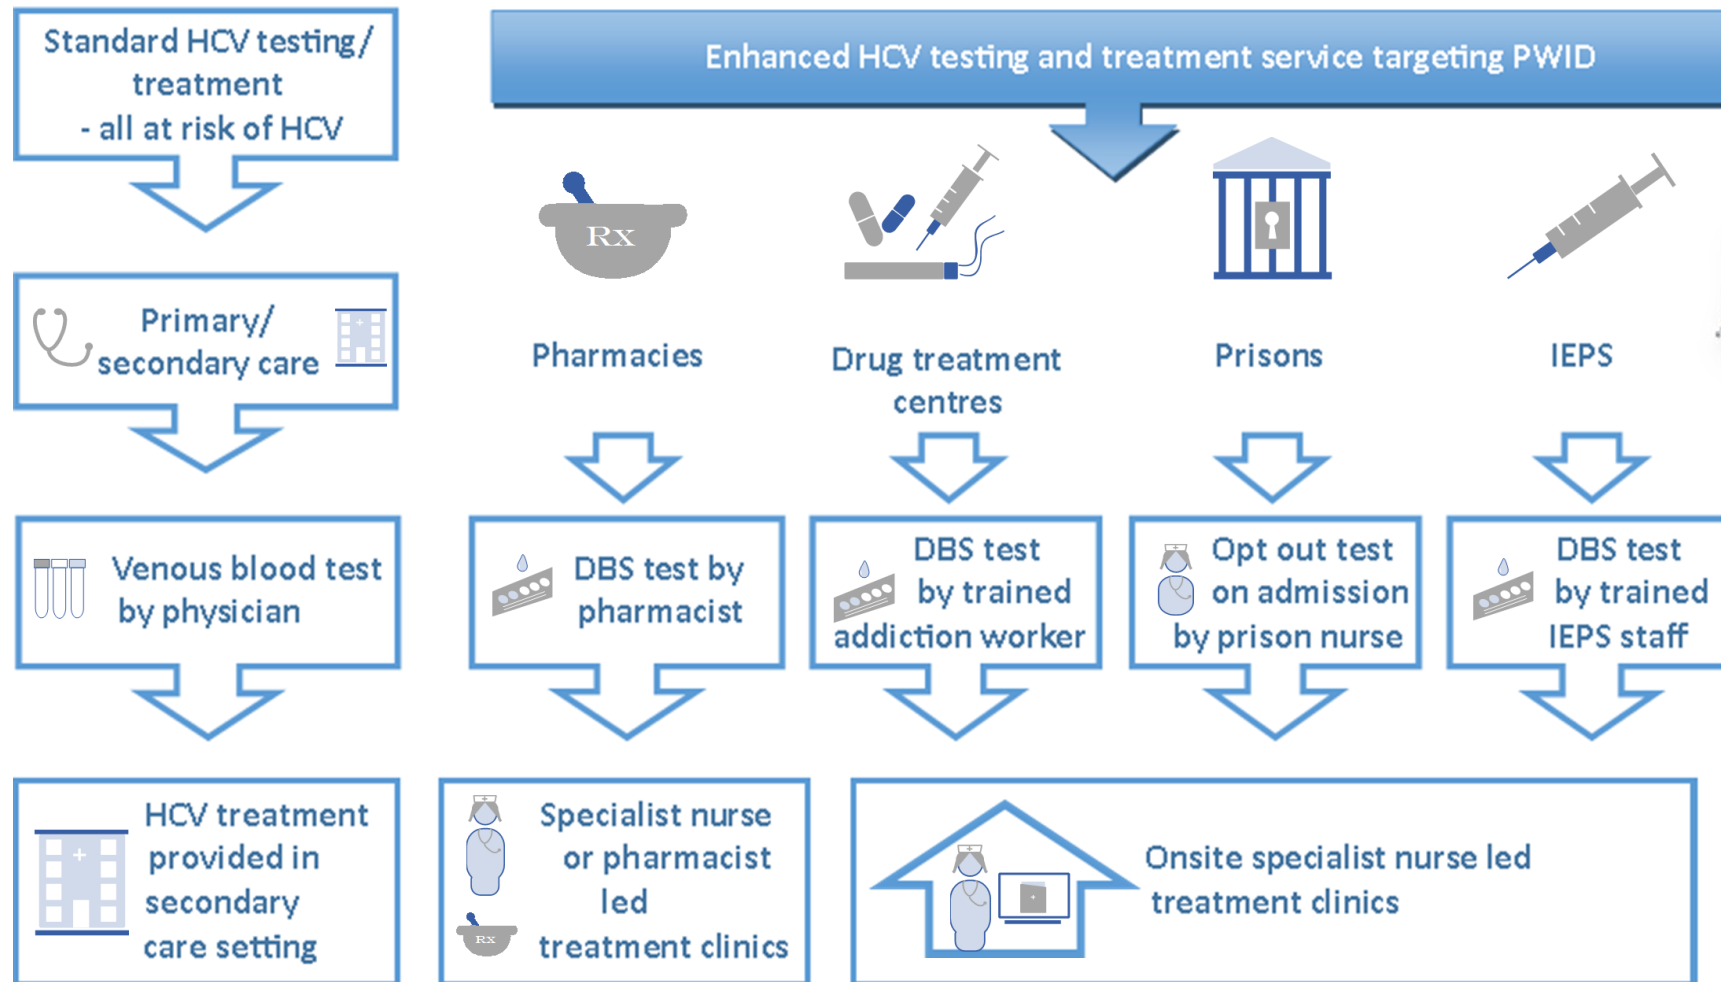 Standard HCV testing/
treatment
- all at risk of HCV
Primary/
secondary care
Venous blood test
by physician
HCV treatment
provided in
secondary
care setting
Enhanced HCV testing and treatment service targeting PWID
Rx
Pharmacies
Drug treatment
centres
Prisons
IEPS
DBS test by
pharmacist
DBS test
by trained
addiction worker
Opt out test
on admission
by prison nurse
DBS test
by trained
IEPS staff
Rx
Specialist nurse
or pharmacist
led
treatment clinics
Onsite specialist nurse led
treatment clinics